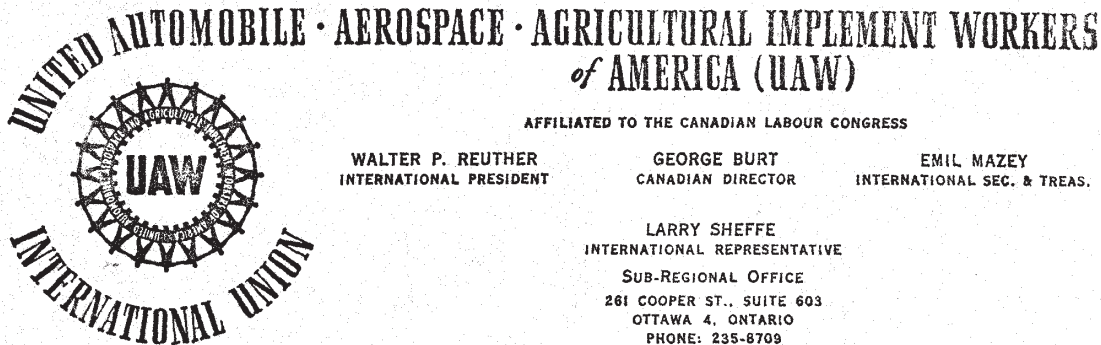 UNITED AUTOMOBILE · AEROSPACE · AGRICULTURAL IMPLEMENT WORKERS
of AMERICA (UAW)
INTERNATIONAL UNION
UAW
AFFILIATED TO THE CANADIAN LABOUR CONGRESS
WALTER P. REUTHER
INTERNATIONAL PRESIDENT
GEORGE BURT
CANADIAN DIRECTOR
EMIL MAZEY
INTERNATIONAL SEC. & TREAS.
LARRY SHEFFE
INTERNATIONAL REPRESENTATIVE
SUB-REGIONAL OFFICE
261 COOPER ST., SUITE 603
OTTAWA 4, ONTARIO
PHONE: 235-6709